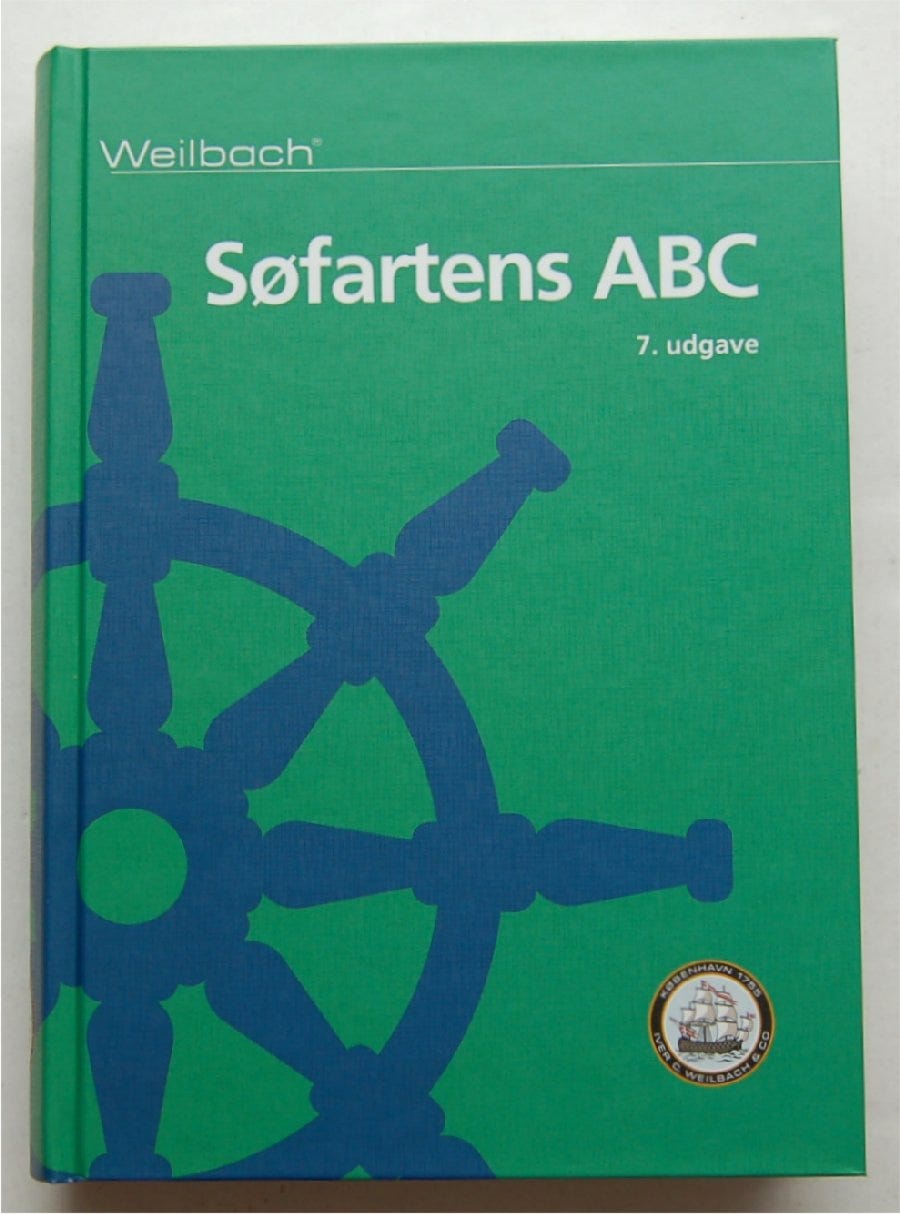 Weilbach®
Søfartens ABC
7. udgave
KØBENHAVN 1755
IVER C. WEILBACH & CO